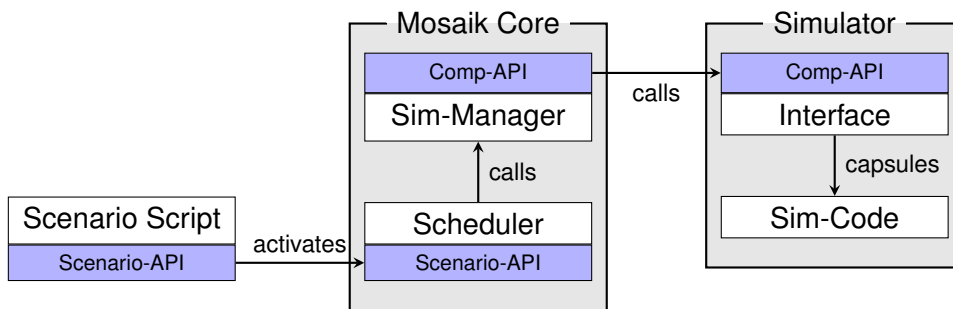 Mosaik Core
Simulator
Comp-API
Sim-Manager
calls
Comp-API
Interface
calls
capsules
Scenario Script
Scenario-API
activates
Scheduler
Scenario-API
Sim-Code